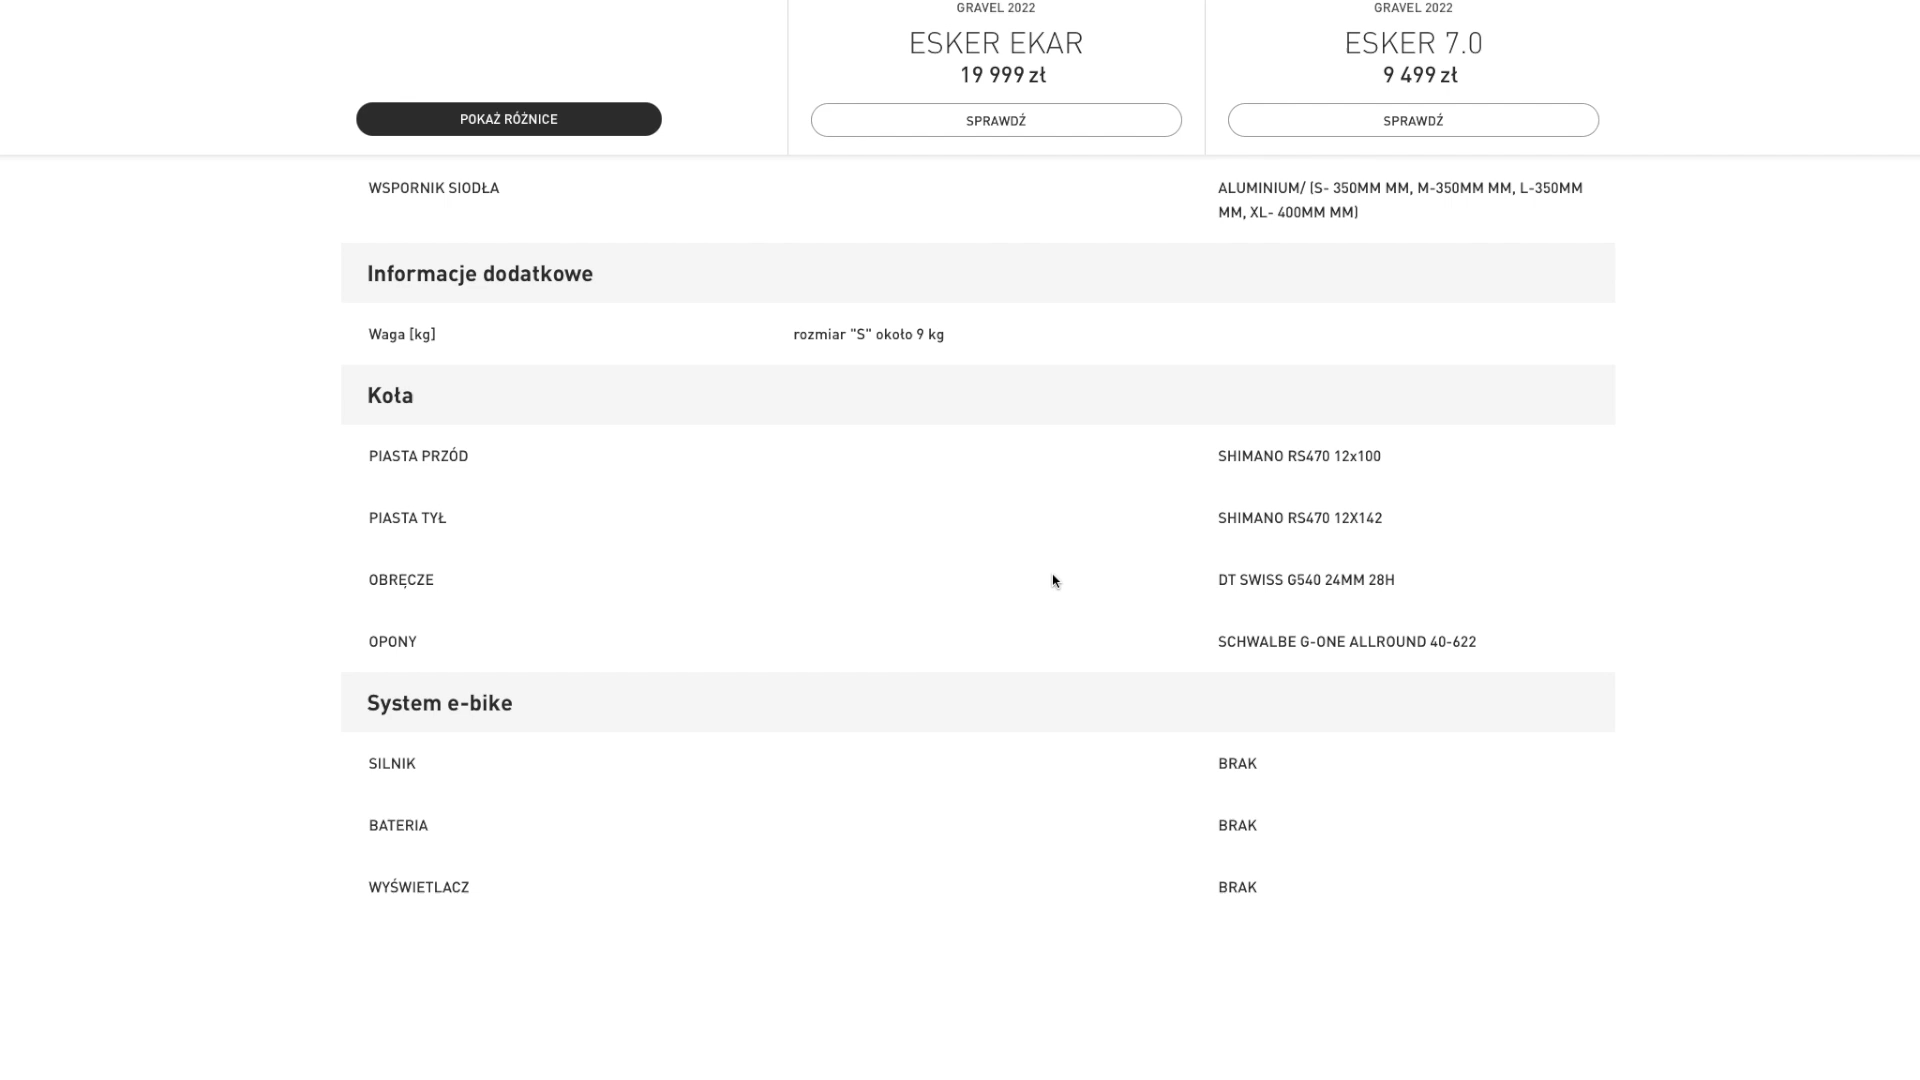 GRAVEL 2022
GRAVEL 2022
ESKER EKAR
ESKER 7.0
19 999 zł
9 499 zł
POKAŻ RÓŻNICE
SPRAWDŹ
SPRAWDŹ
WSPORNIK SIODŁA
ALUMINIUM/ (S- 350MM MM, M-350MM MM, L-350MM
MM, XL- 400MM MM)
Informacje dodatkowe
Waga [kg]
rozmiar "S" około 9 kg
Koła
PIASTA PRZÓD
SHIMANO RS470 12x100
PIASTA TYŁ
SHIMANO RS470 12X142
OBRĘCZE
DT SWISS G540 24MM 28H
OPONY
SCHWALBE G-ONE ALLROUND 40-622
System e-bike
SILNIK
BRAK
BATERIA
BRAK
WYŚWIETLACZ
BRAK